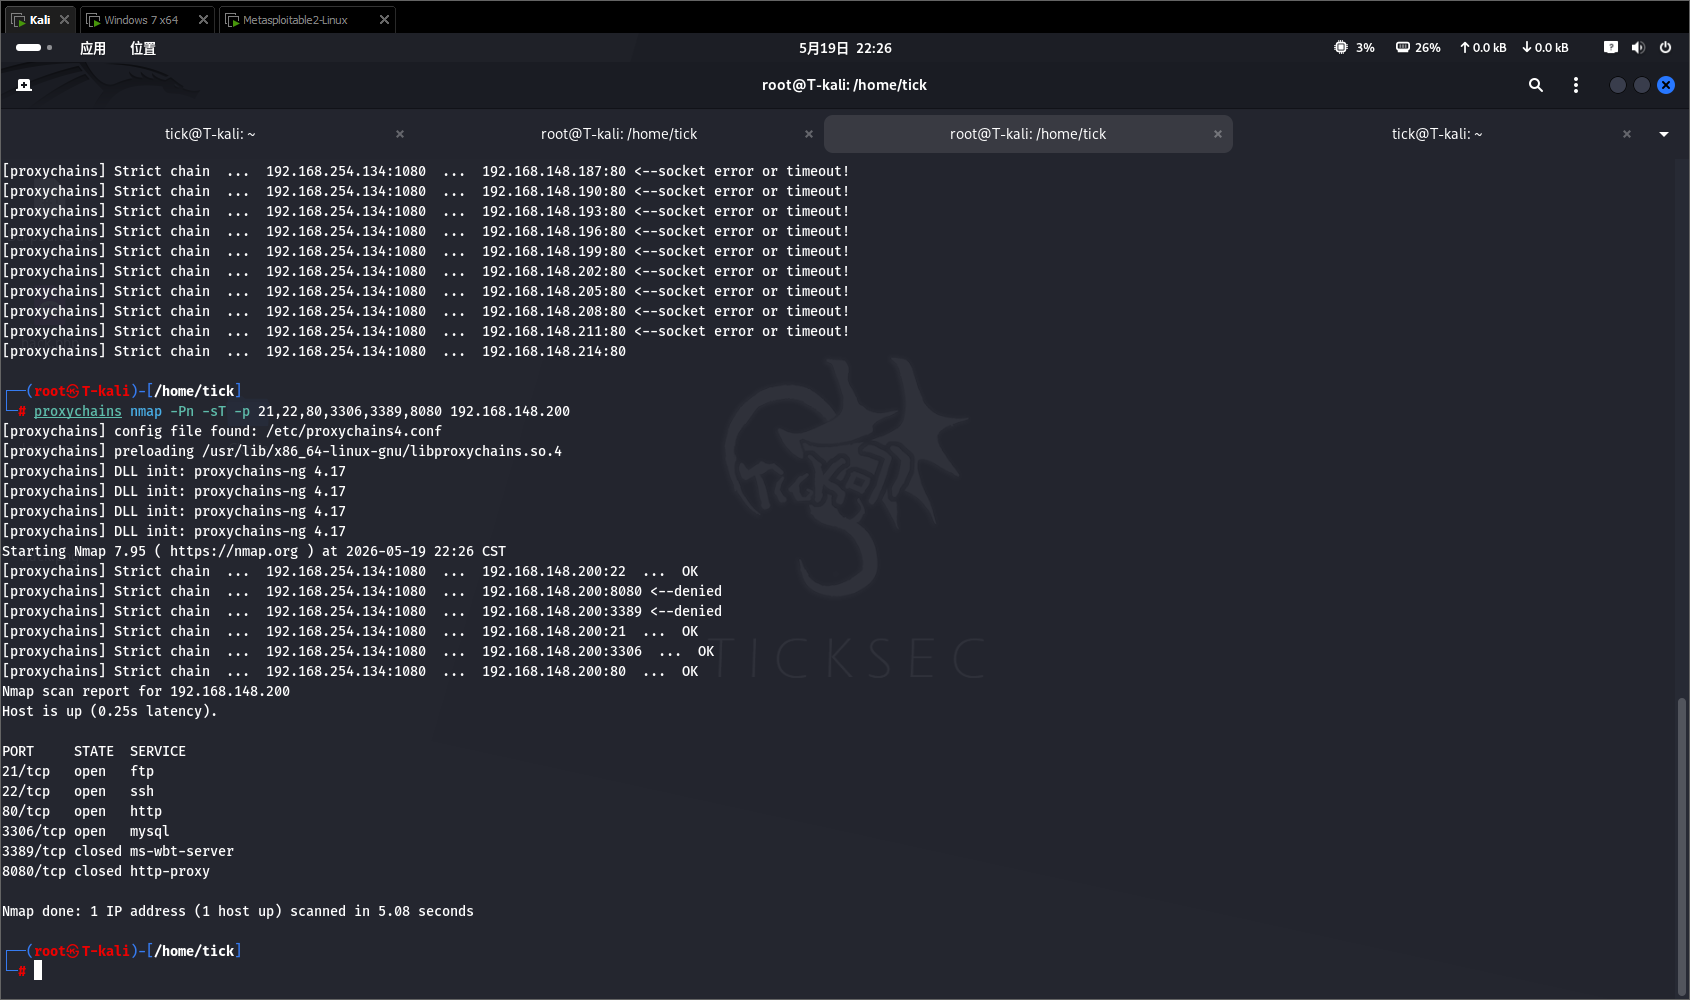 Kali Windows 7 x64 Metasploitable2-Linux
应用 位置 5月19日 22:26 3% 26% 0.0 kB 0.0 kB
root@T-kali: /home/tick
tick@T-kali: ~ root@T-kali: /home/tick root@T-kali: /home/tick tick@T-kali: ~
[proxychains] Strict chain  ...  192.168.254.134:1080  ...  192.168.148.187:80 <--socket error or timeout!
[proxychains] Strict chain  ...  192.168.254.134:1080  ...  192.168.148.190:80 <--socket error or timeout!
[proxychains] Strict chain  ...  192.168.254.134:1080  ...  192.168.148.193:80 <--socket error or timeout!
[proxychains] Strict chain  ...  192.168.254.134:1080  ...  192.168.148.196:80 <--socket error or timeout!
[proxychains] Strict chain  ...  192.168.254.134:1080  ...  192.168.148.199:80 <--socket error or timeout!
[proxychains] Strict chain  ...  192.168.254.134:1080  ...  192.168.148.202:80 <--socket error or timeout!
[proxychains] Strict chain  ...  192.168.254.134:1080  ...  192.168.148.205:80 <--socket error or timeout!
[proxychains] Strict chain  ...  192.168.254.134:1080  ...  192.168.148.208:80 <--socket error or timeout!
[proxychains] Strict chain  ...  192.168.254.134:1080  ...  192.168.148.211:80 <--socket error or timeout!
[proxychains] Strict chain  ...  192.168.254.134:1080  ...  192.168.148.214:80
┌──(root㉿T-kali)-[/home/tick]
└─# proxychains nmap -Pn -sT -p 21,22,80,3306,3389,8080 192.168.148.200
[proxychains] config file found: /etc/proxychains4.conf
[proxychains] preloading /usr/lib/x86_64-linux-gnu/libproxychains.so.4
[proxychains] DLL init: proxychains-ng 4.17
[proxychains] DLL init: proxychains-ng 4.17
[proxychains] DLL init: proxychains-ng 4.17
[proxychains] DLL init: proxychains-ng 4.17
Starting Nmap 7.95 ( https://nmap.org ) at 2026-05-19 22:26 CST
[proxychains] Strict chain  ...  192.168.254.134:1080  ...  192.168.148.200:22  ...  OK
[proxychains] Strict chain  ...  192.168.254.134:1080  ...  192.168.148.200:8080 <--denied
[proxychains] Strict chain  ...  192.168.254.134:1080  ...  192.168.148.200:3389 <--denied
[proxychains] Strict chain  ...  192.168.254.134:1080  ...  192.168.148.200:21  ...  OK
[proxychains] Strict chain  ...  192.168.254.134:1080  ...  192.168.148.200:3306  ...  OK
[proxychains] Strict chain  ...  192.168.254.134:1080  ...  192.168.148.200:80  ...  OK
Nmap scan report for 192.168.148.200
Host is up (0.25s latency).
PORT     STATE  SERVICE
21/tcp   open   ftp
22/tcp   open   ssh
80/tcp   open   http
3306/tcp open   mysql
3389/tcp closed ms-wbt-server
8080/tcp closed http-proxy
Nmap done: 1 IP address (1 host up) scanned in 5.08 seconds
┌──(root㉿T-kali)-[/home/tick]
└─#
TicKali
TICKSEC